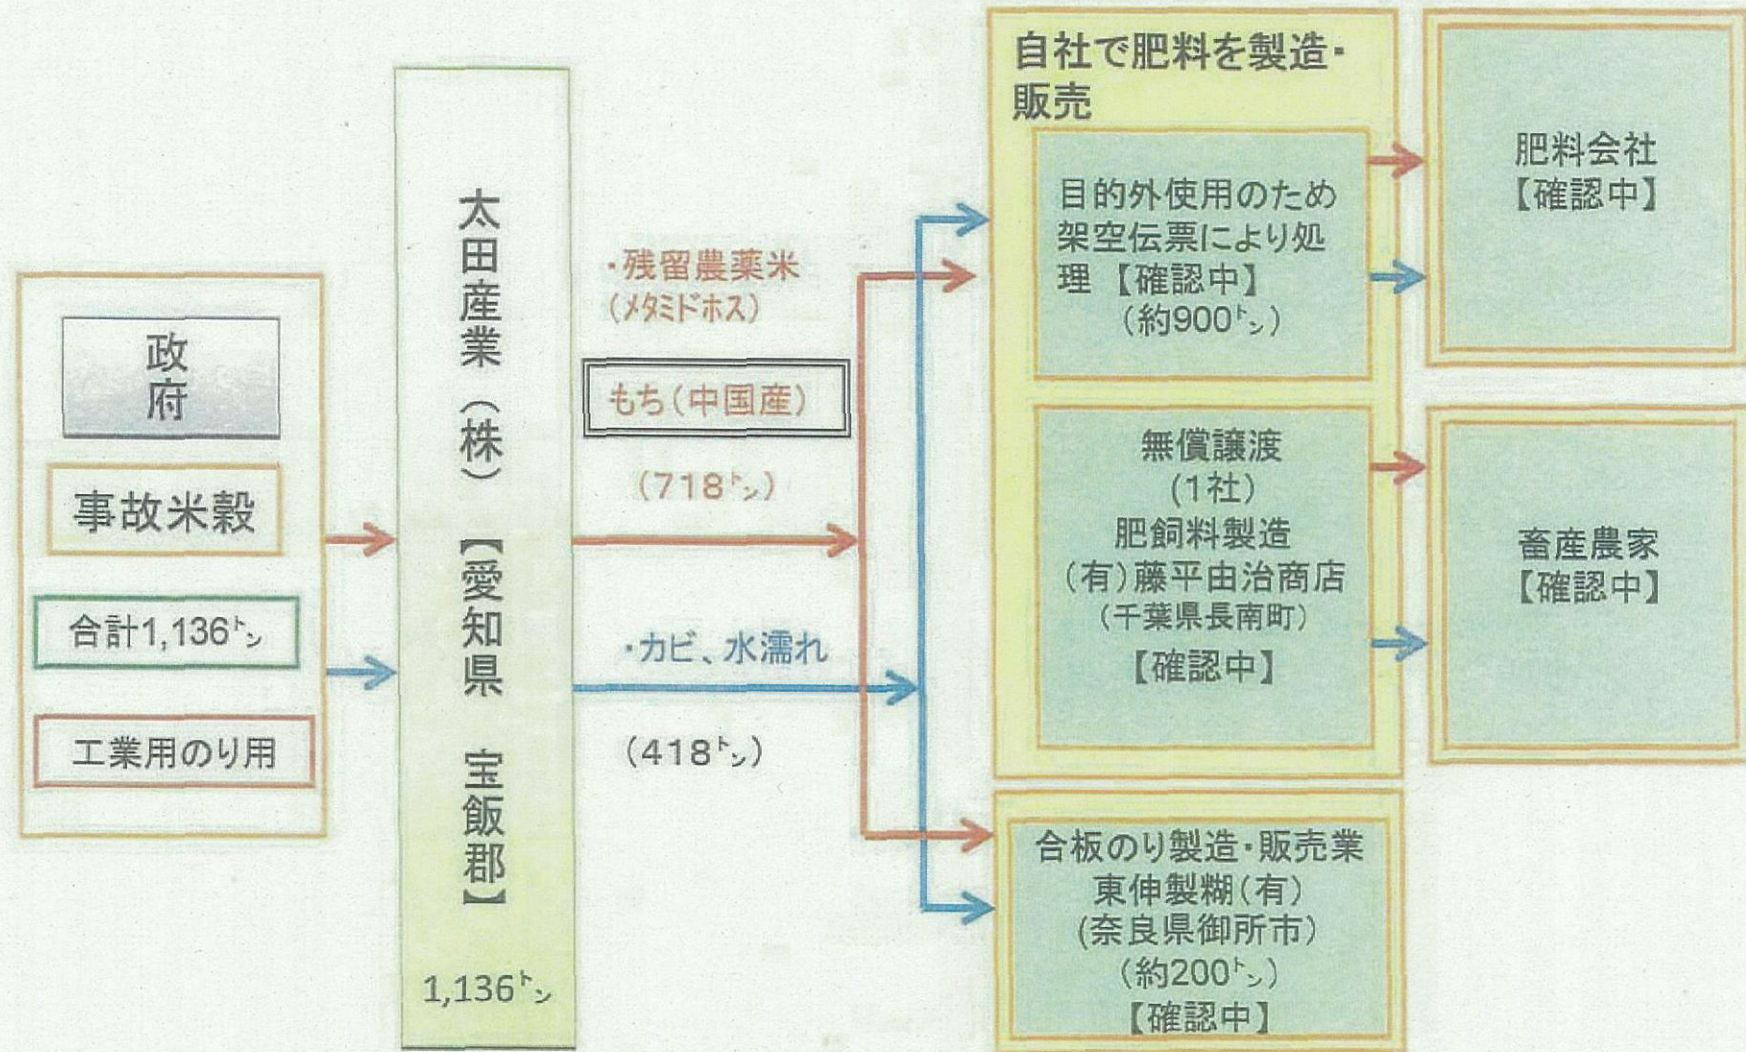 政
府
事故米穀
合計1,136㌧
工業用のり用
太田産業(株) 【愛知県 宝飯郡】
1,136㌧
・残留農薬米
(メタミドホス)
もち(中国産)
(718㌧)
・カビ、水濡れ
(418㌧)
自社で肥料を製造・
販売
目的外使用のため
架空伝票により処
理 【確認中】
(約900㌧)
無償譲渡
(1社)
肥飼料製造
(有)藤平由治商店
(千葉県長南町)
【確認中】
合板のり製造・販売業
東伸製糊(有)
(奈良県御所市)
(約200㌧)
【確認中】
肥料会社
【確認中】
畜産農家
【確認中】